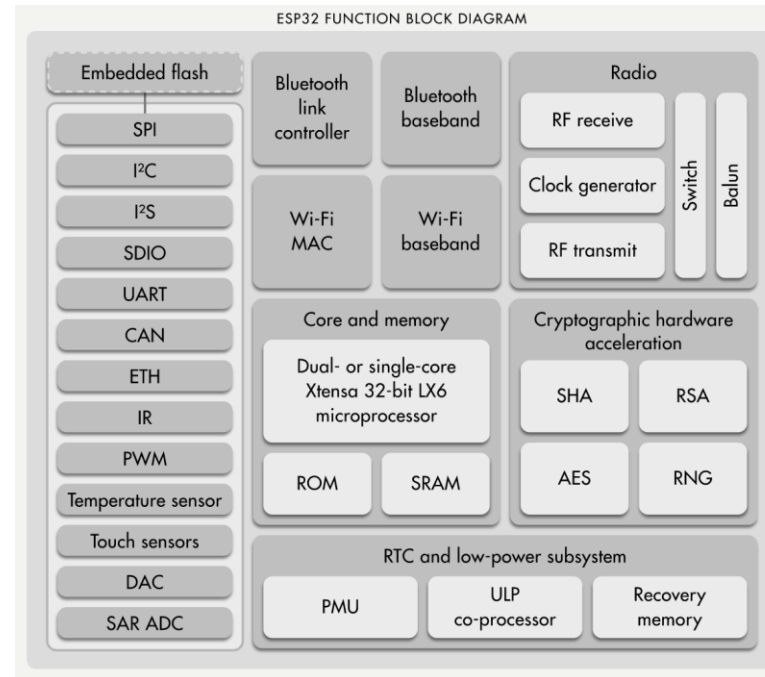 ESP32 FUNCTION BLOCK DIAGRAM
Embedded flash
SPI
I²C
I²S
SDIO
UART
CAN
ETH
IR
PWM
Temperature sensor
Touch sensors
DAC
SAR ADC
Bluetooth
link
controller
Bluetooth
baseband
Wi-Fi
MAC
Wi-Fi
baseband
Radio
RF receive
Clock generator
RF transmit
Switch
Balun
Core and memory
Dual- or single-core
Xtensa 32-bit LX6
microprocessor
ROM
SRAM
Cryptographic hardware
acceleration
SHA
RSA
AES
RNG
RTC and low-power subsystem
PMU
ULP
co-processor
Recovery
memory